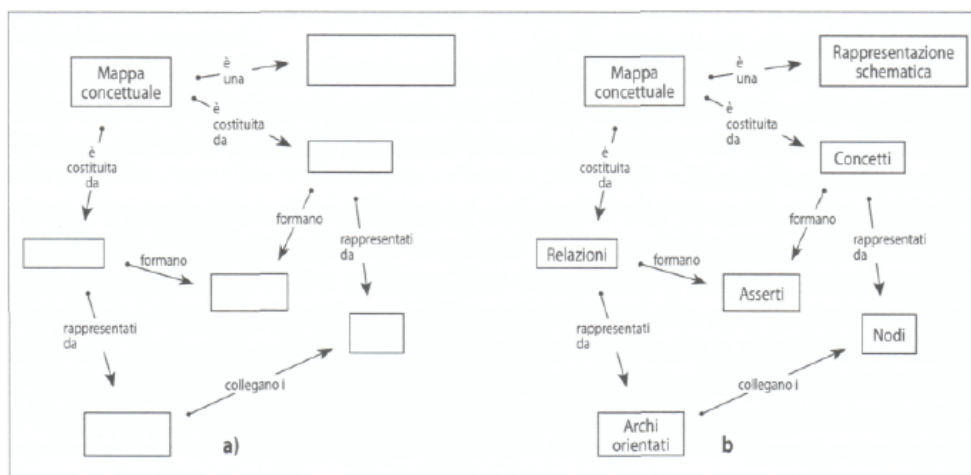 Mappa
concettuale
è
una
è
costituita
da
è
costituita
da
formano
formano
rappresentati
da
rappresentati
da
collegano i
a)
Mappa
concettuale
è
una
Rappresentazione
schematica
è
costituita
da
Concetti
è
costituita
da
formano
rappresentati
da
Relazioni
formano
Asserti
Nodi
rappresentati
da
collegano i
Archi
orientati
b